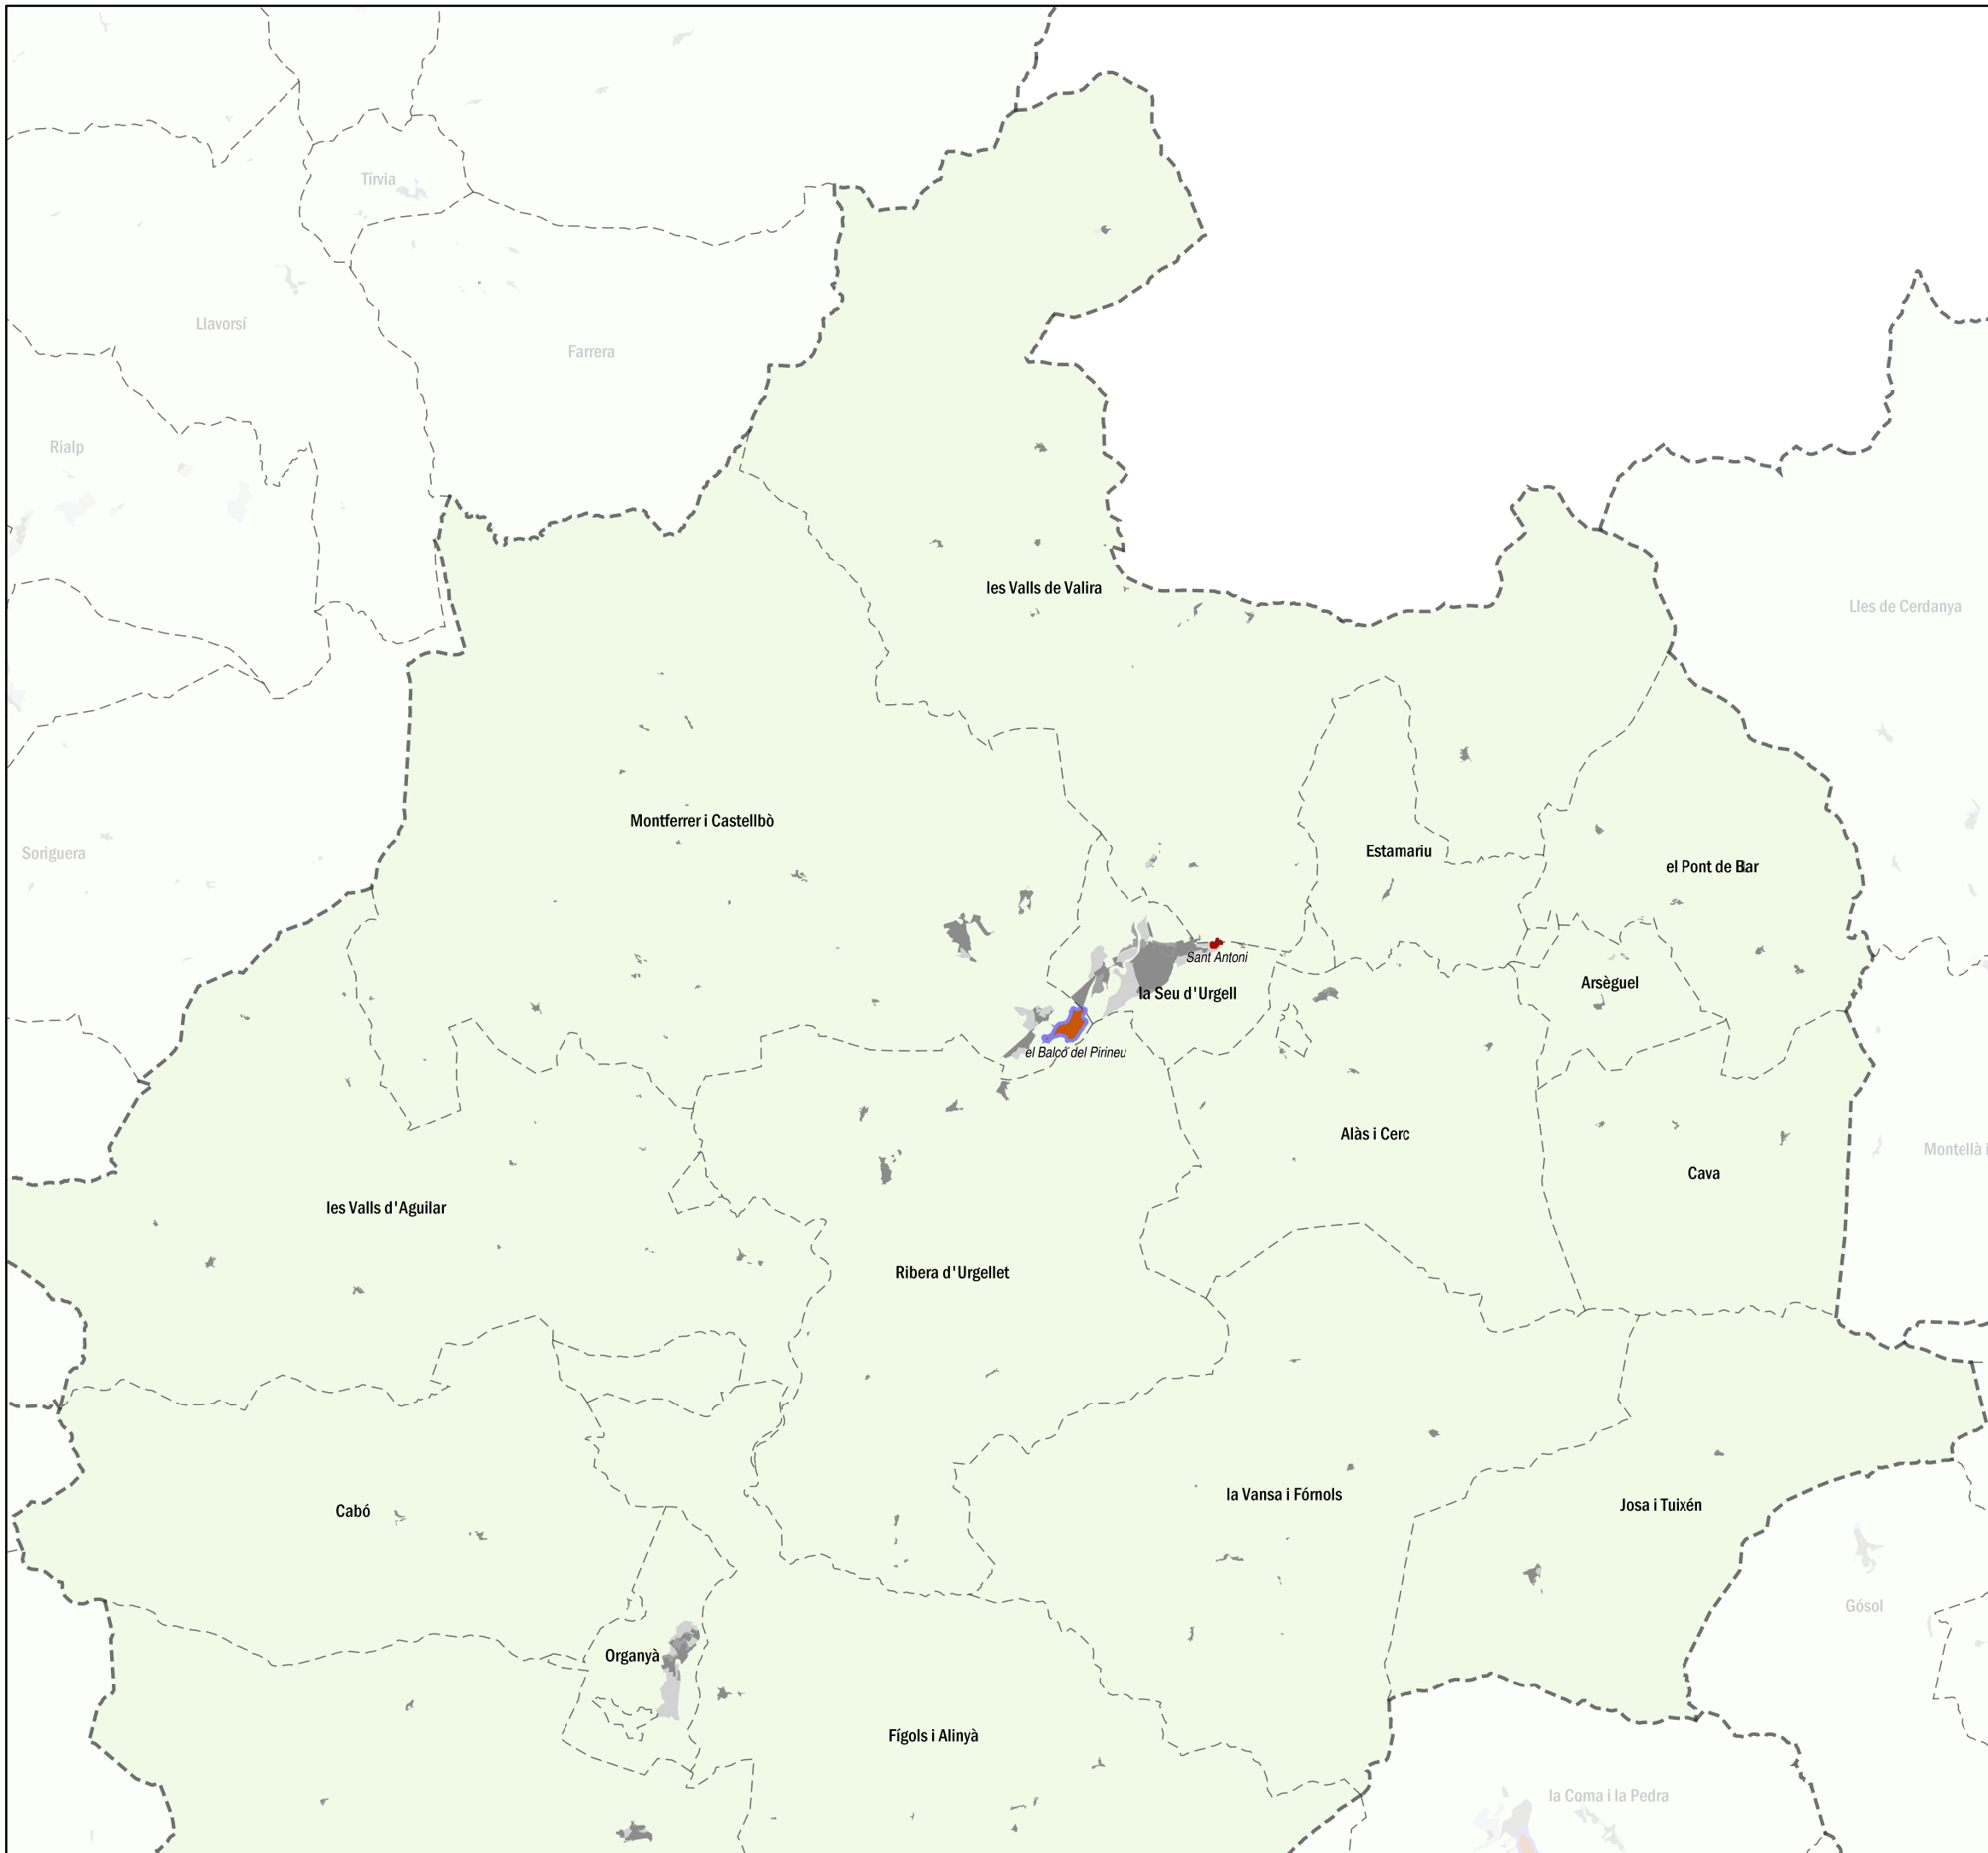 Tírvia
Llavorsí
Farrera
Rialp
les Valls de Valira
Lles de Cerdanya
Montferrer i Castellbò
Soriguera
Estamariu
el Pont de Bar
Sant Antoni
Arsèguel
la Seu d'Urgell
el Balcó del Pirineu
Alàs i Cerc
Montellà i
Cava
les Valls d'Aguilar
Ribera d'Urgellet
la Vansa i Fórnols
Josa i Tuixén
Cabó
Gósol
Organyà
Fígols i Alinyà
la Coma i la Pedra